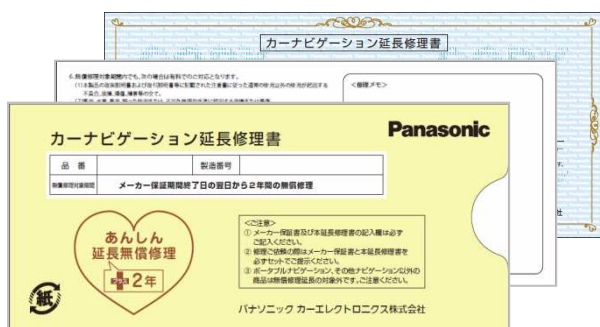 カーナビゲーション延長修理書
6.無償修理対象期間内でも、次の場合は有料でのご対応となります。
<修理メモ>
カーナビゲーション延長修理書
Panasonic
品番
製造番号
無償修理対象期間
メーカー保証期間終了日の翌日から2年間の無償修理
あんしん
延長無償修理
プラス
2年
紙
<ご注意>
① メーカー保証書及び本延長修理書の記入欄は必ず
ご記入ください。
② 修理ご依頼の際はメーカー保証書と本延長修理書を
必ずセットでご提示ください。
③ ポータブルナビゲーション、その他ナビゲーション以外の
商品は無償修理延長の対象外です。ご注意ください。
パナソニック カーエレクトロニクス株式会社